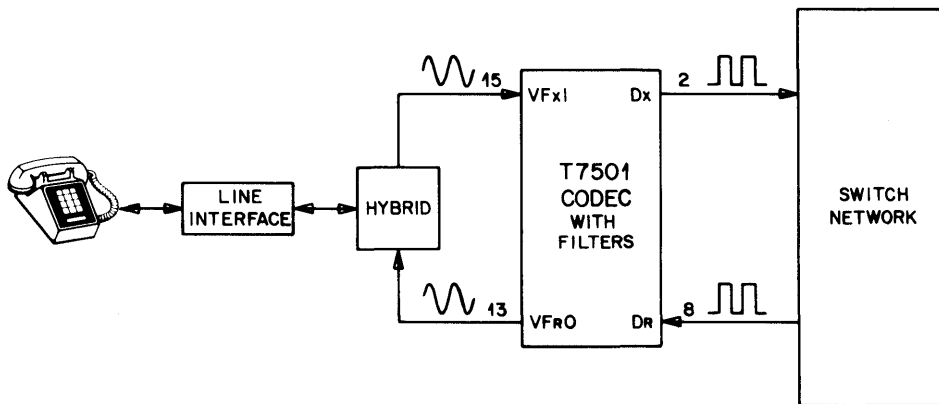 15
VFXI
DX
2
T7501
CODEC
WITH
FILTERS
LINE
INTERFACE
HYBRID
SWITCH
NETWORK
13
VFRO
DR
8